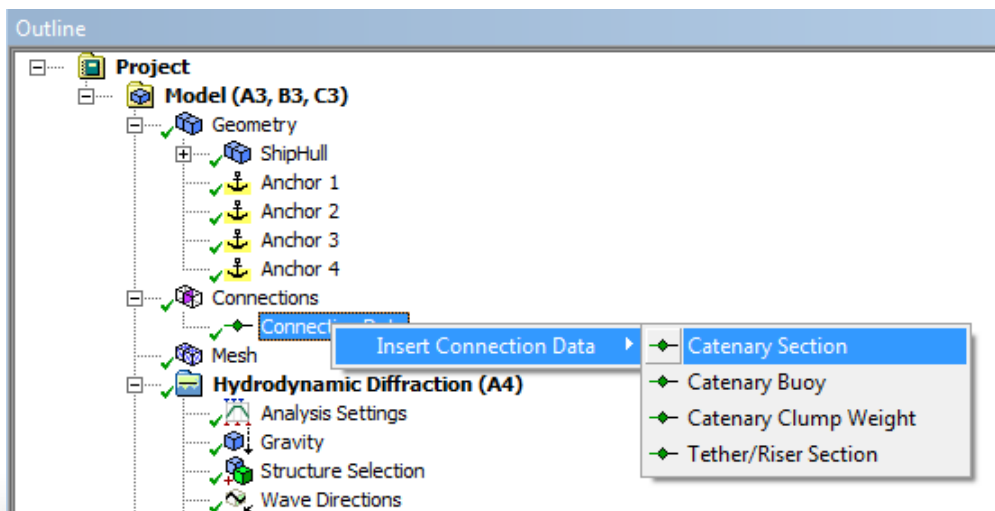 Outline
Project
Model (A3, B3, C3)
Geometry
ShipHull
Anchor 1
Anchor 2
Anchor 3
Anchor 4
Connections
Insert Connection Data
Catenary Section
Mesh
Catenary Buoy
Hydrodynamic Diffraction (A4)
Catenary Clump Weight
Analysis Settings
Tether/Riser Section
Gravity
Structure Selection
Wave Directions